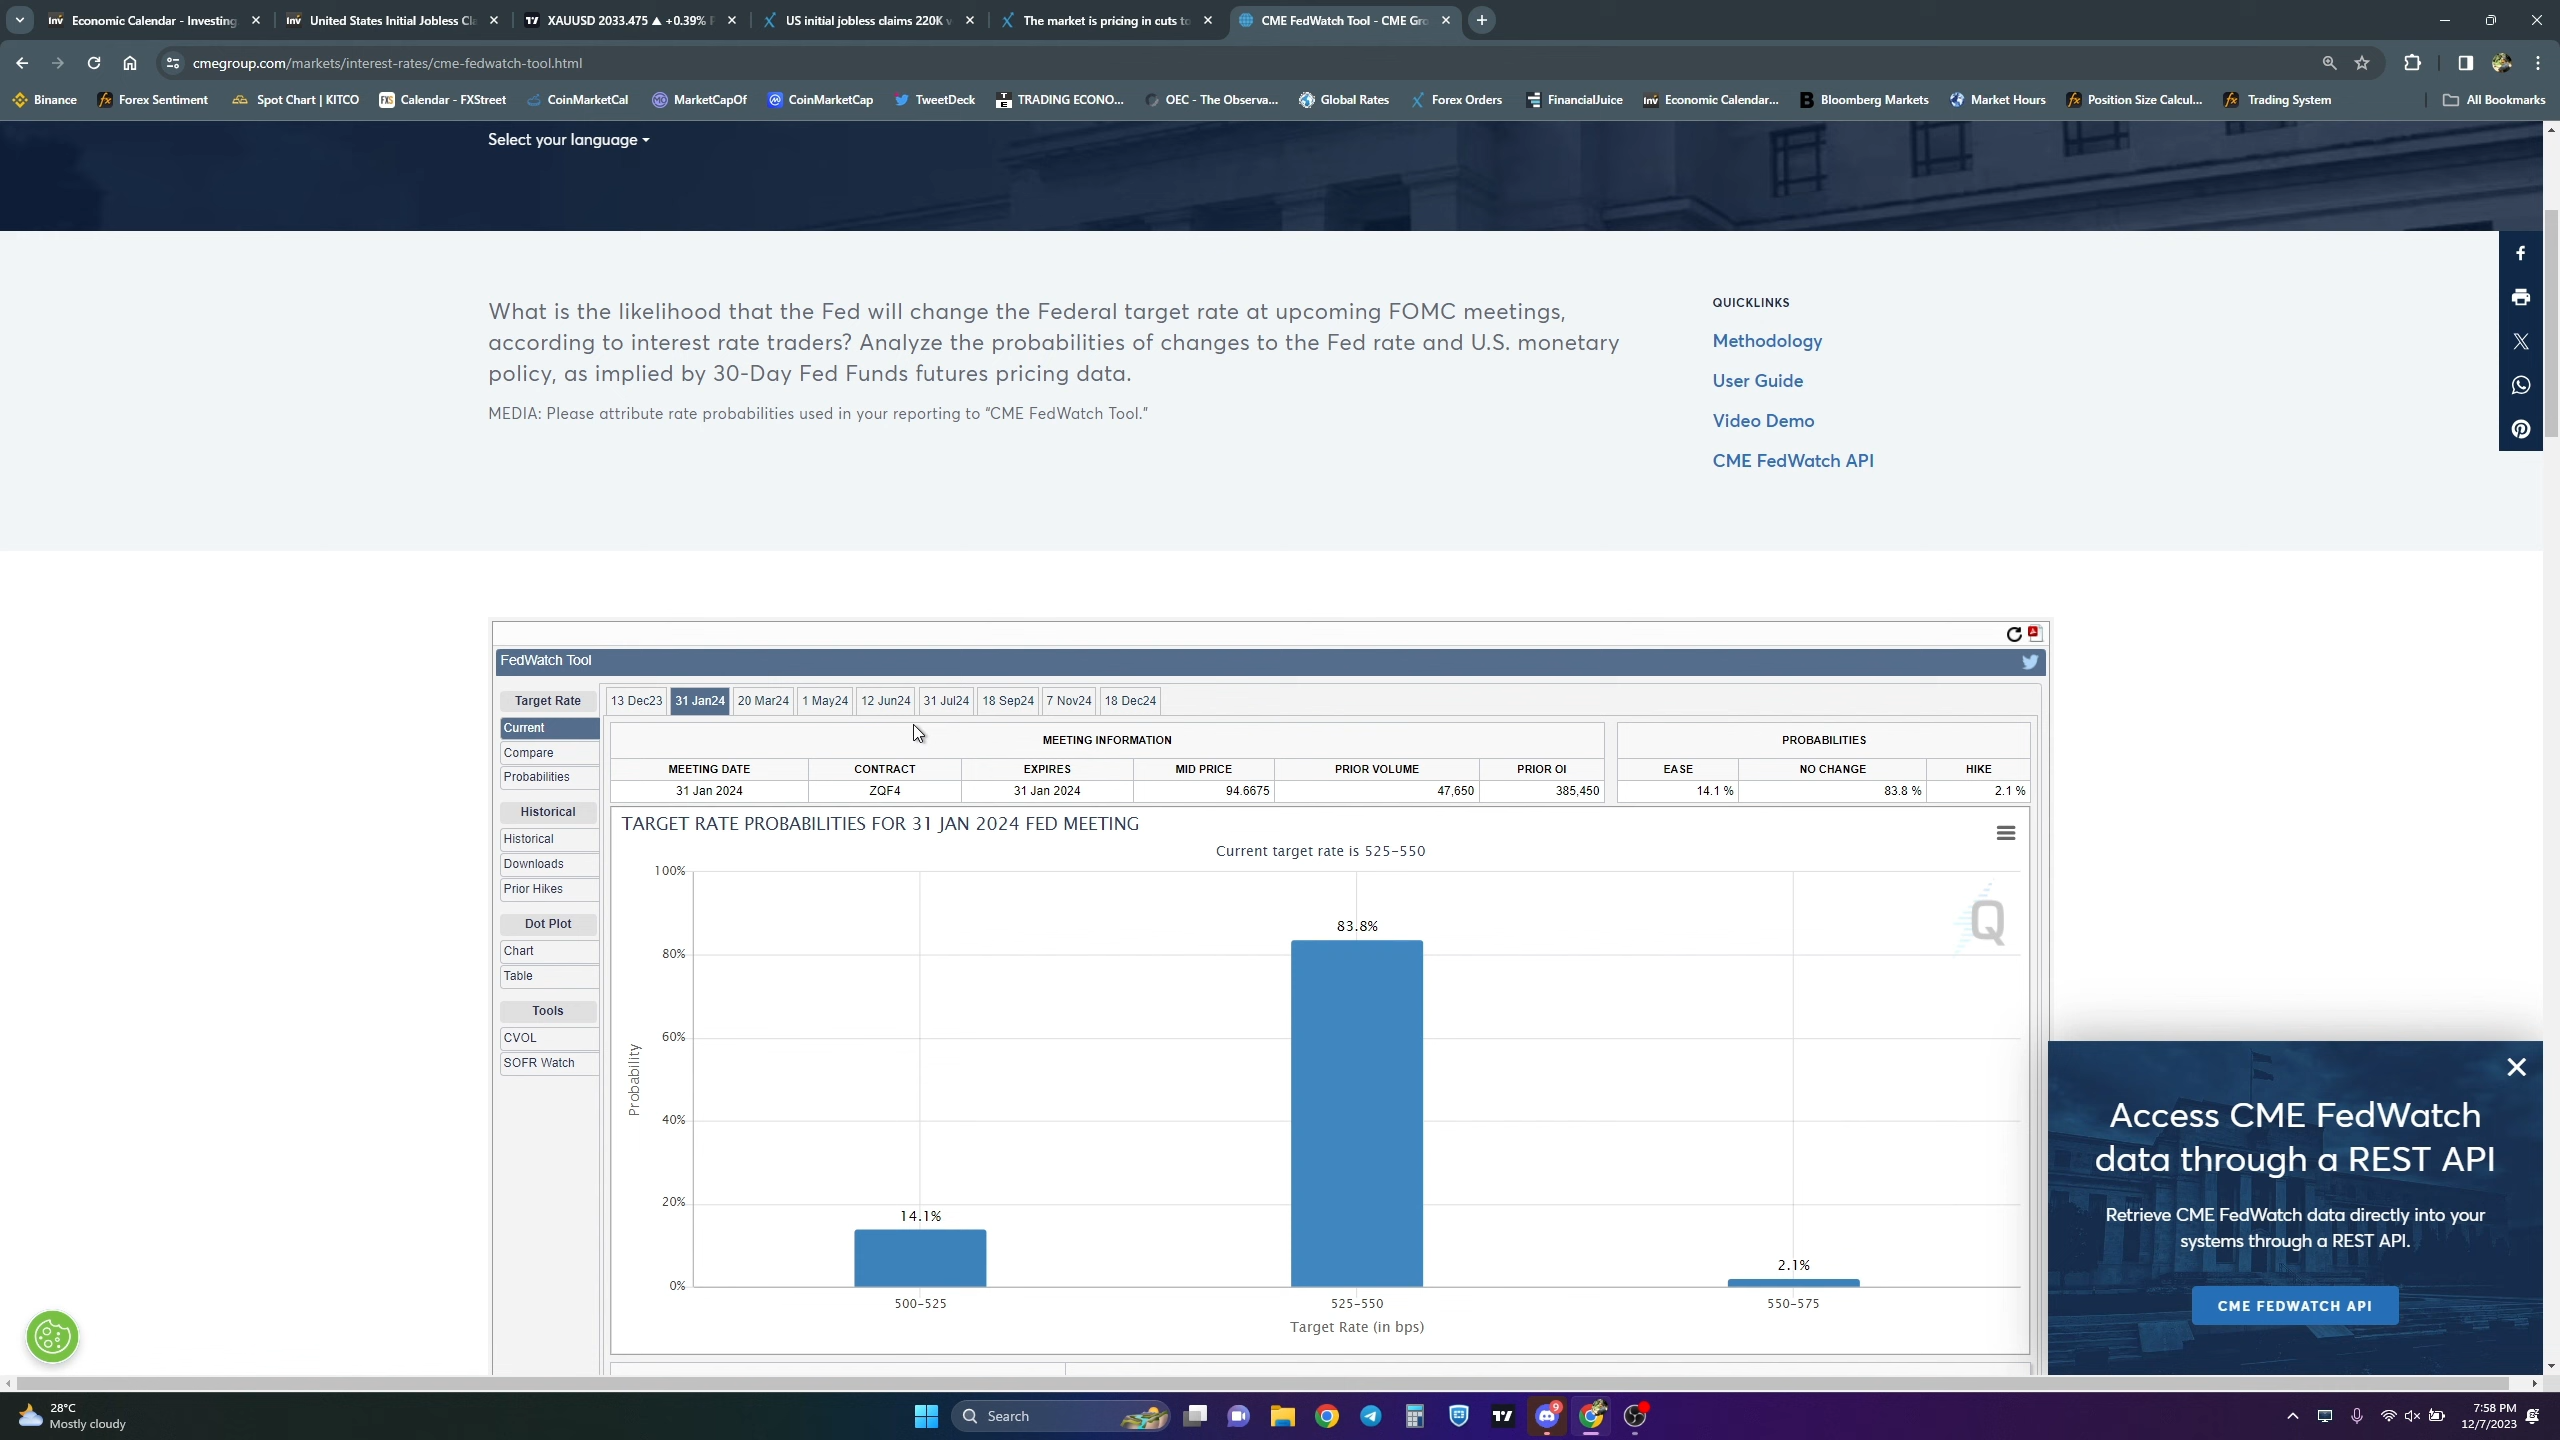 Economic Calendar - Investing
United States Initial Jobless Cl
XAUUSD 2033.475 ▲ +0.39%
US initial jobless claims 220K v
The market is pricing in cuts to
CME FedWatch Tool - CME Gro
cmegroup.com/markets/interest-rates/cme-fedwatch-tool.html
Binance
Forex Sentiment
Spot Chart | KITCO
Calendar - FXStreet
CoinMarketCal
MarketCapOf
CoinMarketCap
TweetDeck
TRADING ECONO...
OEC - The Observa...
Global Rates
Forex Orders
FinancialJuice
Economic Calendar...
Bloomberg Markets
Market Hours
Position Size Calcul...
Trading System
All Bookmarks
Select your language
What is the likelihood that the Fed will change the Federal target rate at upcoming FOMC meetings,
according to interest rate traders? Analyze the probabilities of changes to the Fed rate and U.S. monetary
policy, as implied by 30-Day Fed Funds futures pricing data.
MEDIA: Please attribute rate probabilities used in your reporting to "CME FedWatch Tool."
QUICKLINKS
Methodology
User Guide
Video Demo
CME FedWatch API
FedWatch Tool
Target Rate
Current
Compare
Probabilities
Historical
Historical
Downloads
Prior Hikes
Dot Plot
Chart
Table
Tools
CVOL
SOFR Watch
13 Dec23
31 Jan24
20 Mar24
1 May24
12 Jun24
31 Jul24
18 Sep24
7 Nov24
18 Dec24
MEETING INFORMATION
MEETING DATE CONTRACT EXPIRES MID PRICE PRIOR VOLUME PRIOR OI
31 Jan 2024 ZQF4 31 Jan 2024 94.6675 47,650 385,450
PROBABILITIES
EASE NO CHANGE HIKE
14.1 % 83.8 % 2.1 %
TARGET RATE PROBABILITIES FOR 31 JAN 2024 FED MEETING
Current target rate is 525-550
Probability
100%
80%
60%
40%
20%
0%
14.1%
83.8%
2.1%
500-525
525-550
550-575
Target Rate (in bps)
Q
Access CME FedWatch
data through a REST API
Retrieve CME FedWatch data directly into your
systems through a REST API.
CME FEDWATCH API
28°C
Mostly cloudy
Search
9
7:58 PM
12/7/2023